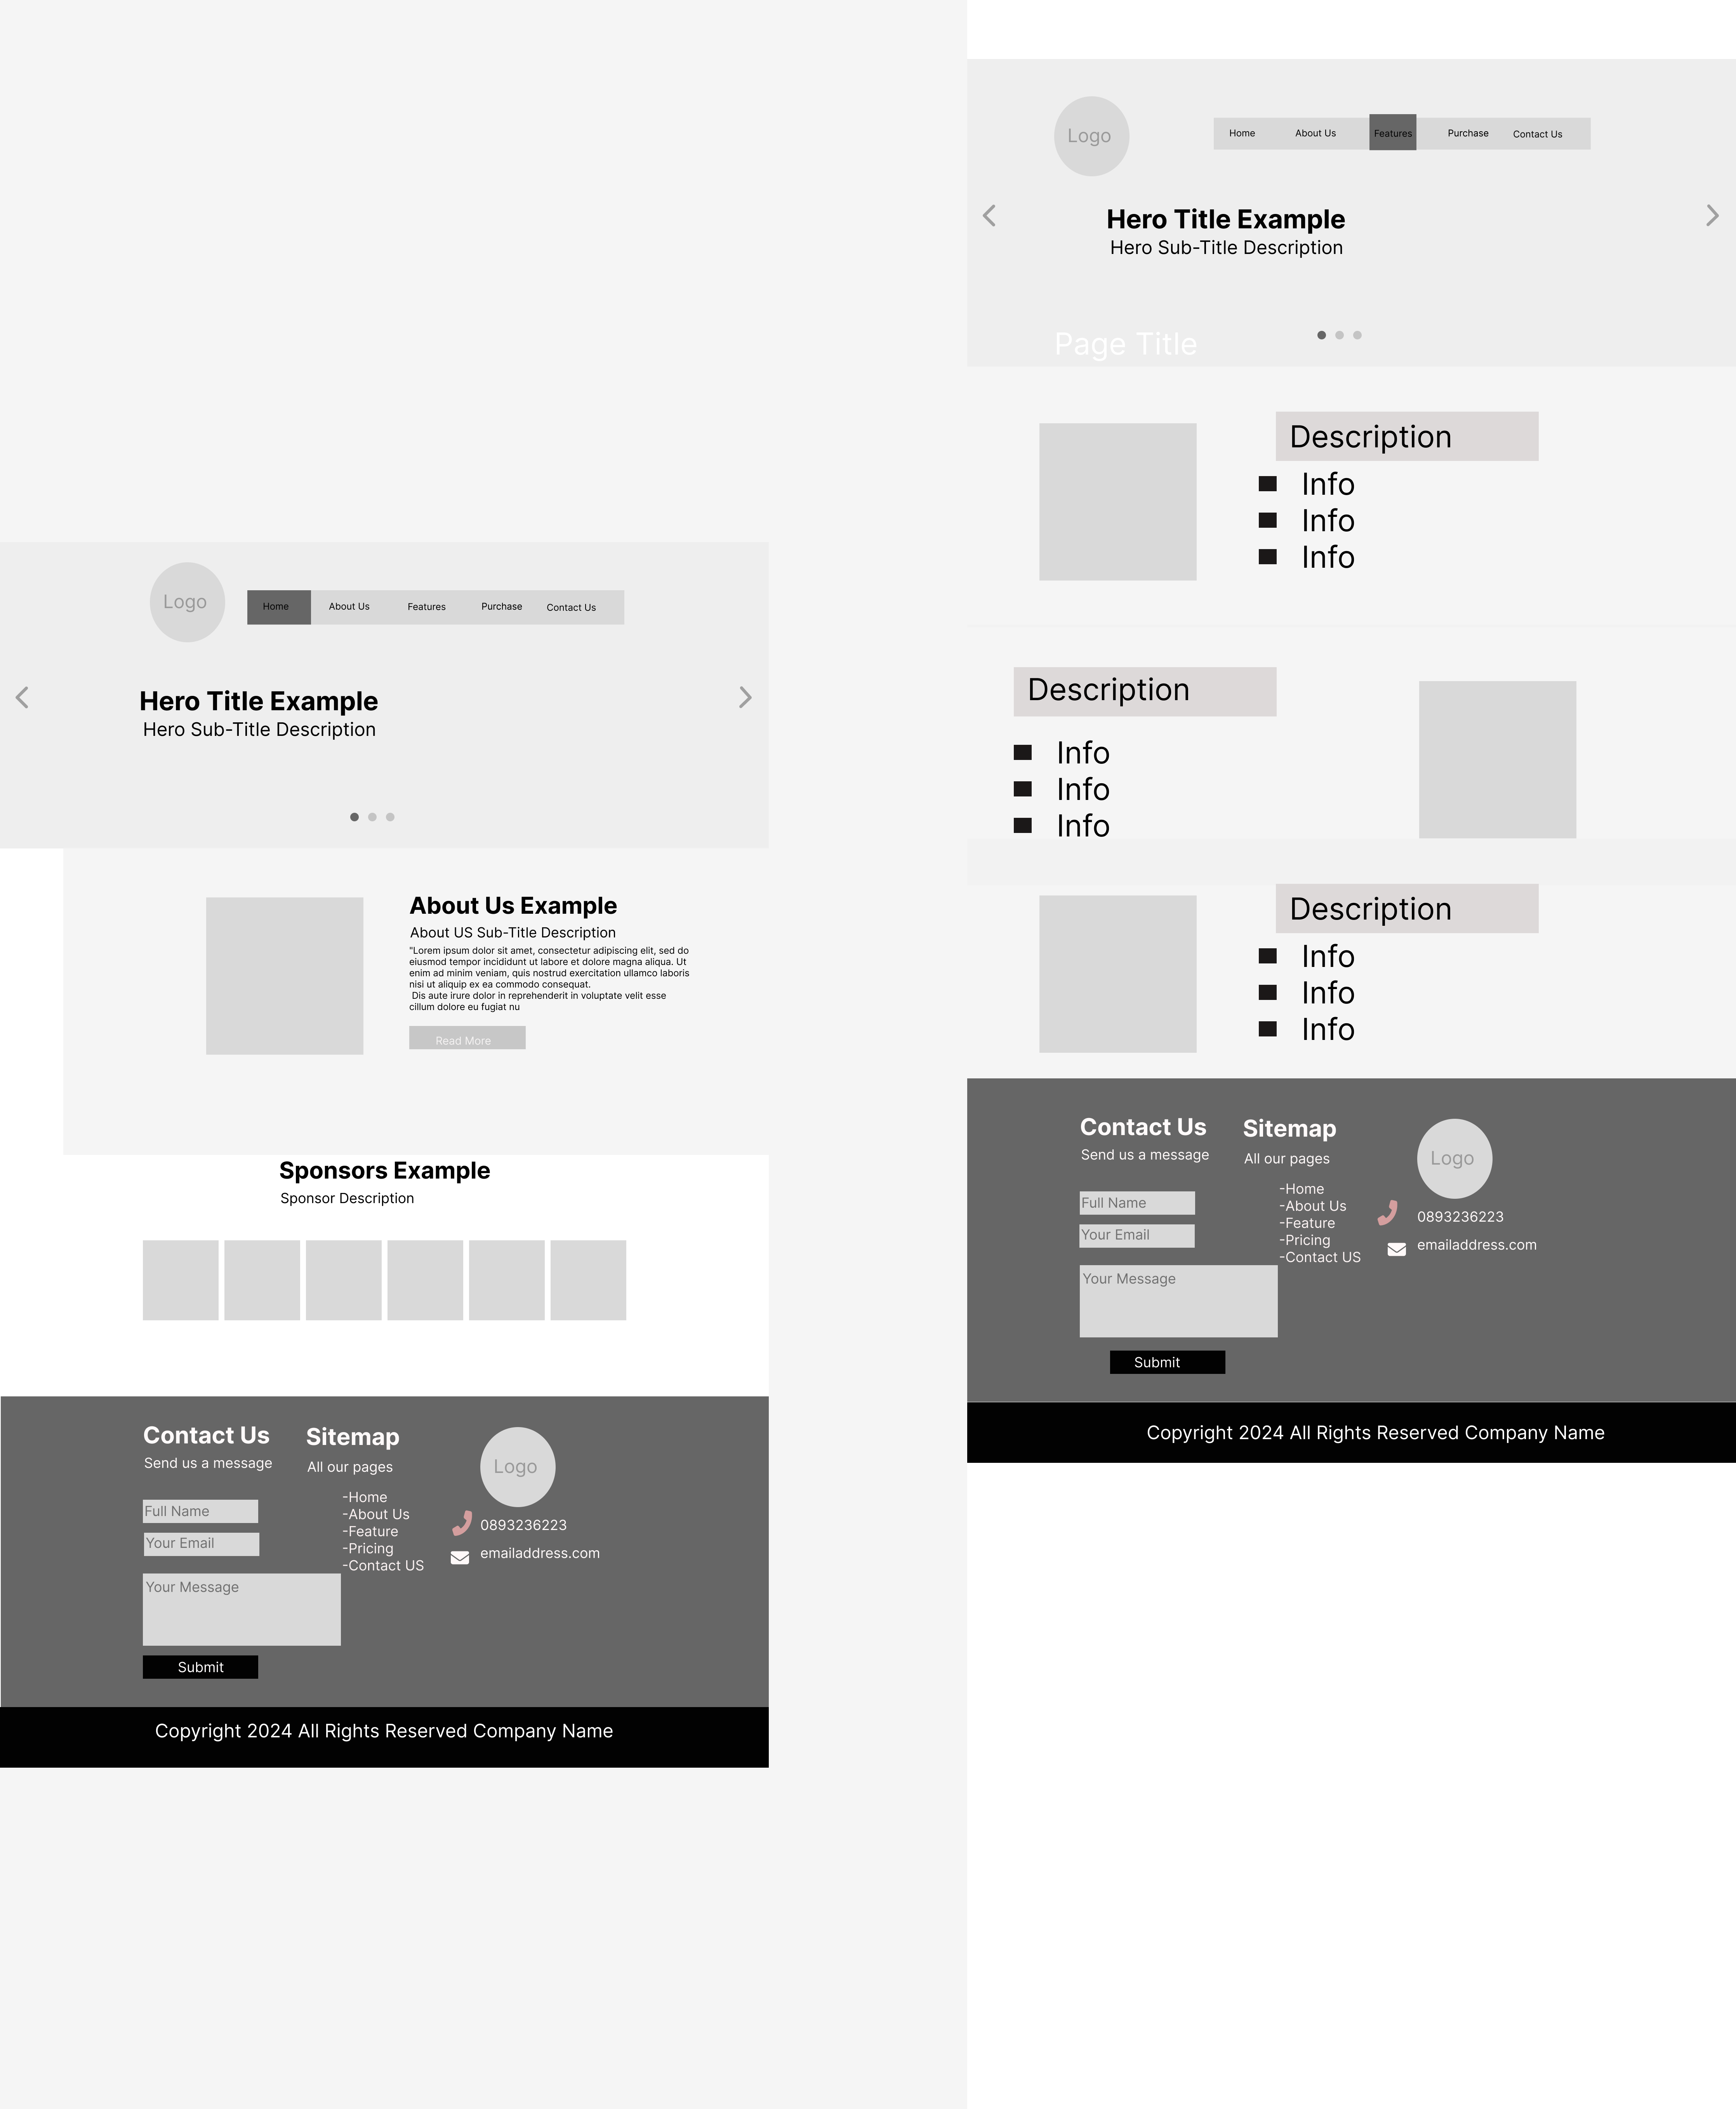 Logo
Home
About Us
Features
Purchase
Contact Us
Hero Title Example
Hero Sub-Title Description
About Us Example
About US Sub-Title Description
"Lorem ipsum dolor sit amet, consectetur adipiscing elit, sed do
eiusmod tempor incididunt ut labore et dolore magna aliqua. Ut
enim ad minim veniam, quis nostrud exercitation ullamco laboris
nisi ut aliquip ex ea commodo consequat.
Dis aute irure dolor in reprehenderit in voluptate velit esse
cillum dolore eu fugiat nu
Read More
Sponsors Example
Sponsor Description
Contact Us
Send us a message
Full Name
Your Email
Your Message
Submit
Sitemap
All our pages
-Home
-About Us
-Feature
-Pricing
-Contact US
Logo
0893236223
emailaddress.com
Copyright 2024 All Rights Reserved Company Name
Logo
Home
About Us
Features
Purchase
Contact Us
Hero Title Example
Hero Sub-Title Description
Page Title
Description
Info
Info
Info
Description
Info
Info
Info
Description
Info
Info
Info
Contact Us
Send us a message
Full Name
Your Email
Your Message
Submit
Sitemap
All our pages
-Home
-About Us
-Feature
-Pricing
-Contact US
Logo
0893236223
emailaddress.com
Copyright 2024 All Rights Reserved Company Name